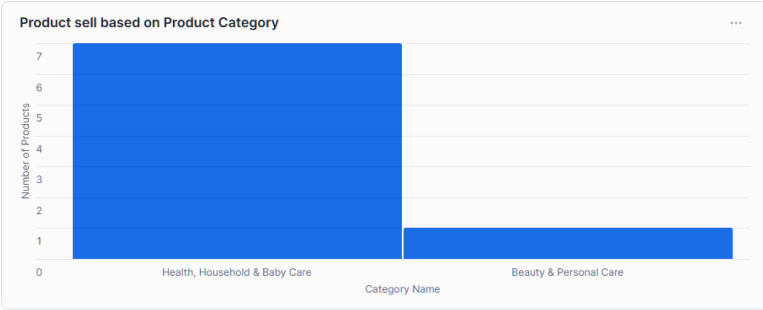 Product sell based on Product Category
...
Number of Products
7
6
5
4
3
2
1
0
Health, Household & Baby Care
Beauty & Personal Care
Category Name